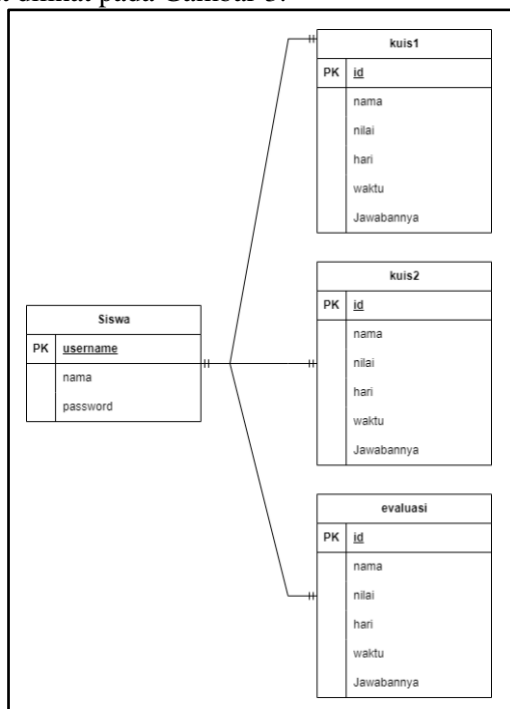 dilihat pada Gambar
kuis1
PK id
nama
nilai
hari
waktu
Jawabannya
kuis2
PK id
nama
nilai
hari
waktu
Jawabannya
Siswa
PK username
nama
password
evaluasi
PK id
nama
nilai
hari
waktu
Jawabannya